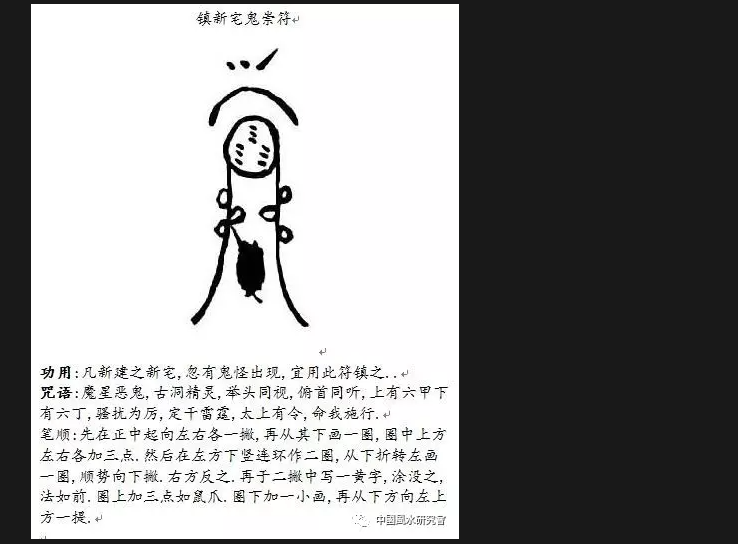 镇新宅鬼祟符
功用:凡新建之新宅,忽有鬼怪出现,宜用此符镇之..
咒语:魔星恶鬼,古洞精灵,举头同视,俯首同听,上有六甲下
有六丁,骚扰为厉,定干雷霆,太上有令,命我施行.
笔顺:先在正中起向左右各一撇,再从其下画一圈,圈中上方
左右各加三点.然后在左方下竖连环作二圈,从下折转左画
一圈,顺势向下撇.右方反之.再于二撇中写一黄字,涂没之,
法如前.圈上加三点如鼠爪.圈下加一小画,再从下方向左上
方一提.
中国风水研究会